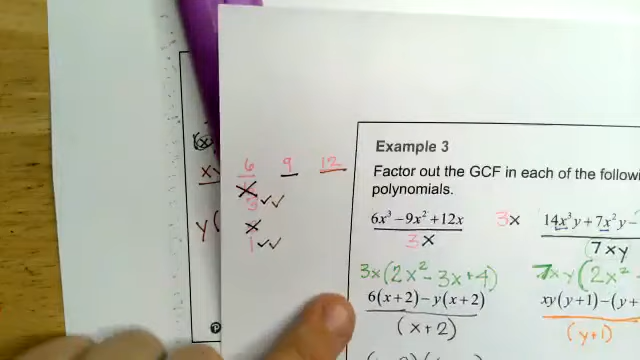 6 9 12
3 ✓✓
1 ✓✓
Example 3
Factor out the GCF in each of the
polynomials.
6x³ − 9x² + 12x 3x 14x³y + 7x²y −
3x 7xy
3x(2x² − 3x + 4) 7xy(2x²
6(x + 2) − y(x + 2) xy(y + 1) − (y +
(x+2) (y+1)